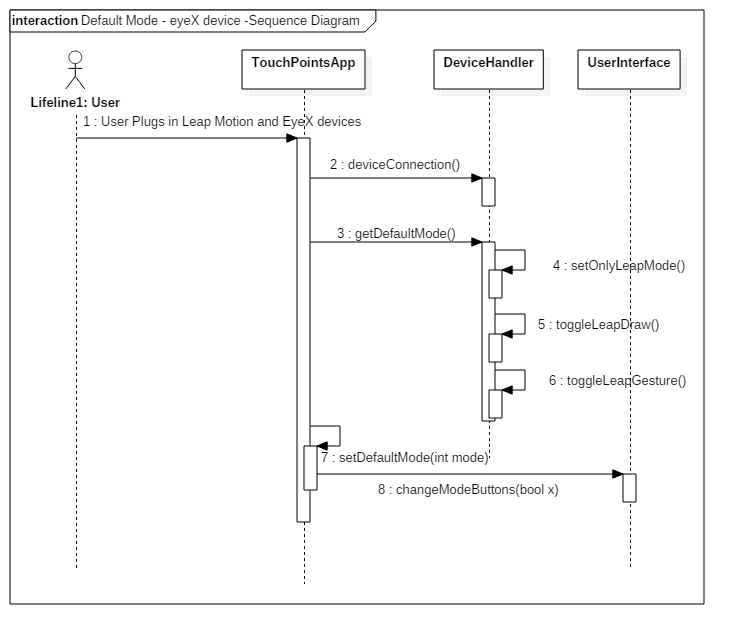 interaction Default Mode - eyeX device -Sequence Diagram
TouchPointsApp
DeviceHandler
UserInterface
Lifeline1: User
1 : User Plugs in Leap Motion and EyeX devices
2 : deviceConnection()
3 : getDefaultMode()
4 : setOnlyLeapMode()
5 : toggleLeapDraw()
6 : toggleLeapGesture()
7 : setDefaultMode(int mode)
8 : changeModeButtons(bool x)